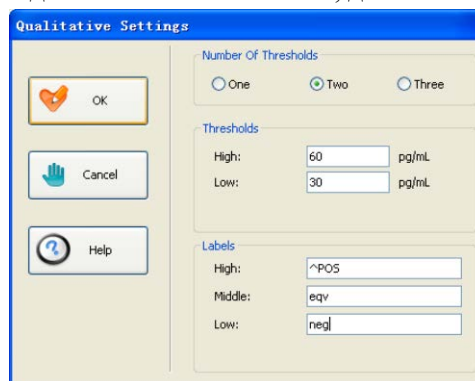 Qualitative Settings
OK
Cancel
Help
Number Of Thresholds
One Two Three
Thresholds
High: 60 pg/mL
Low: 30 pg/mL
Labels
High: ^POS
Middle: eqv
Low: neg